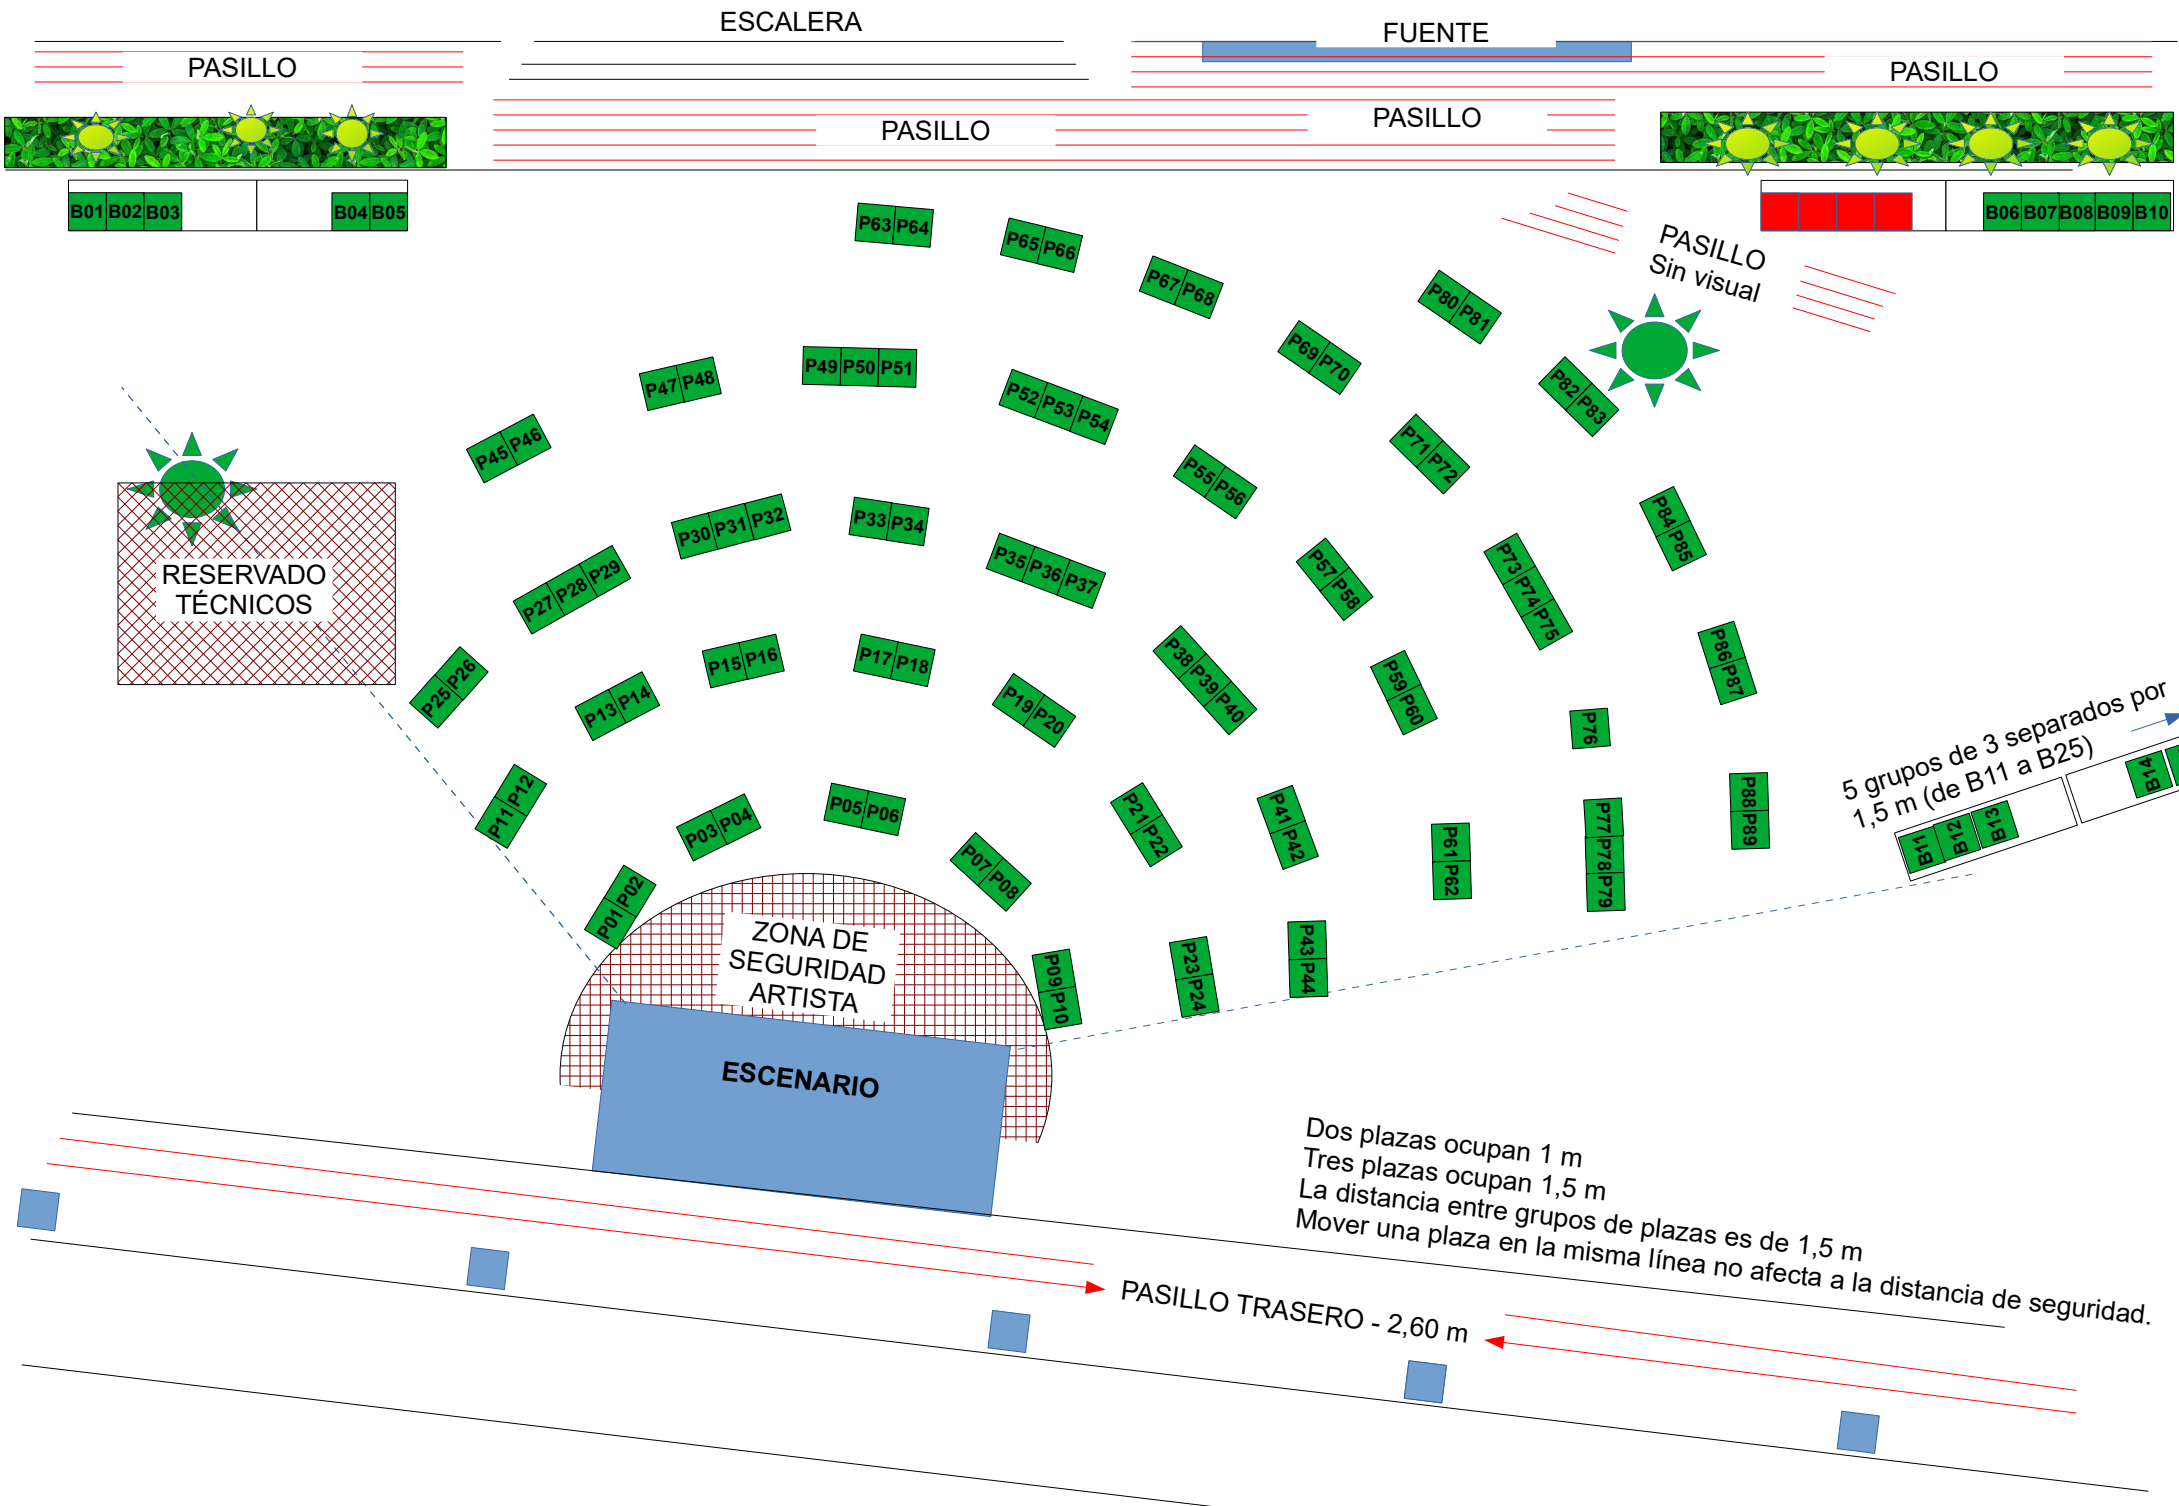 ESCALERA
FUENTE
PASILLO
PASILLO
PASILLO
PASILLO
B01 B02 B03
B04 B05
B06 B07 B08 B09 B10
PASILLO
Sin visual
P63 P64
P65 P66
P67 P68
P69 P70
P71 P72
P73 P74 P75
P76
P77 P78 P79
P80 P81
P82 P83
P84 P85
P86 P87
P88 P89
P45 P46
P47 P48
P49 P50 P51
P52 P53 P54
P55 P56
P57 P58
P59 P60
P61 P62
P25 P26
P27 P28 P29
P30 P31 P32
P33 P34
P35 P36 P37
P38 P39 P40
P41 P42
P43 P44
P11 P12
P13 P14
P15 P16
P17 P18
P19 P20
P21 P22
P23 P24
P01 P02
P03 P04
P05 P06
P07 P08
P09 P10
RESERVADO
TÉCNICOS
5 grupos de 3 separados por
1,5 m (de B11 a B25)
B11 B12 B13
B14
ZONA DE
SEGURIDAD
ARTISTA
ESCENARIO
Dos plazas ocupan 1 m
Tres plazas ocupan 1,5 m
La distancia entre grupos de plazas es de 1,5 m
Mover una plaza en la misma línea no afecta a la distancia de seguridad.
PASILLO TRASERO - 2,60 m